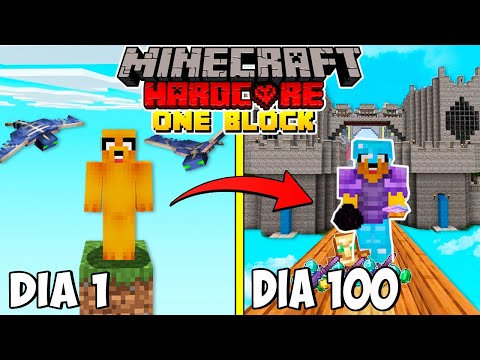 MINECRAFT
HARDCORE
ONE BLOCK
DIA 1
DIA 100